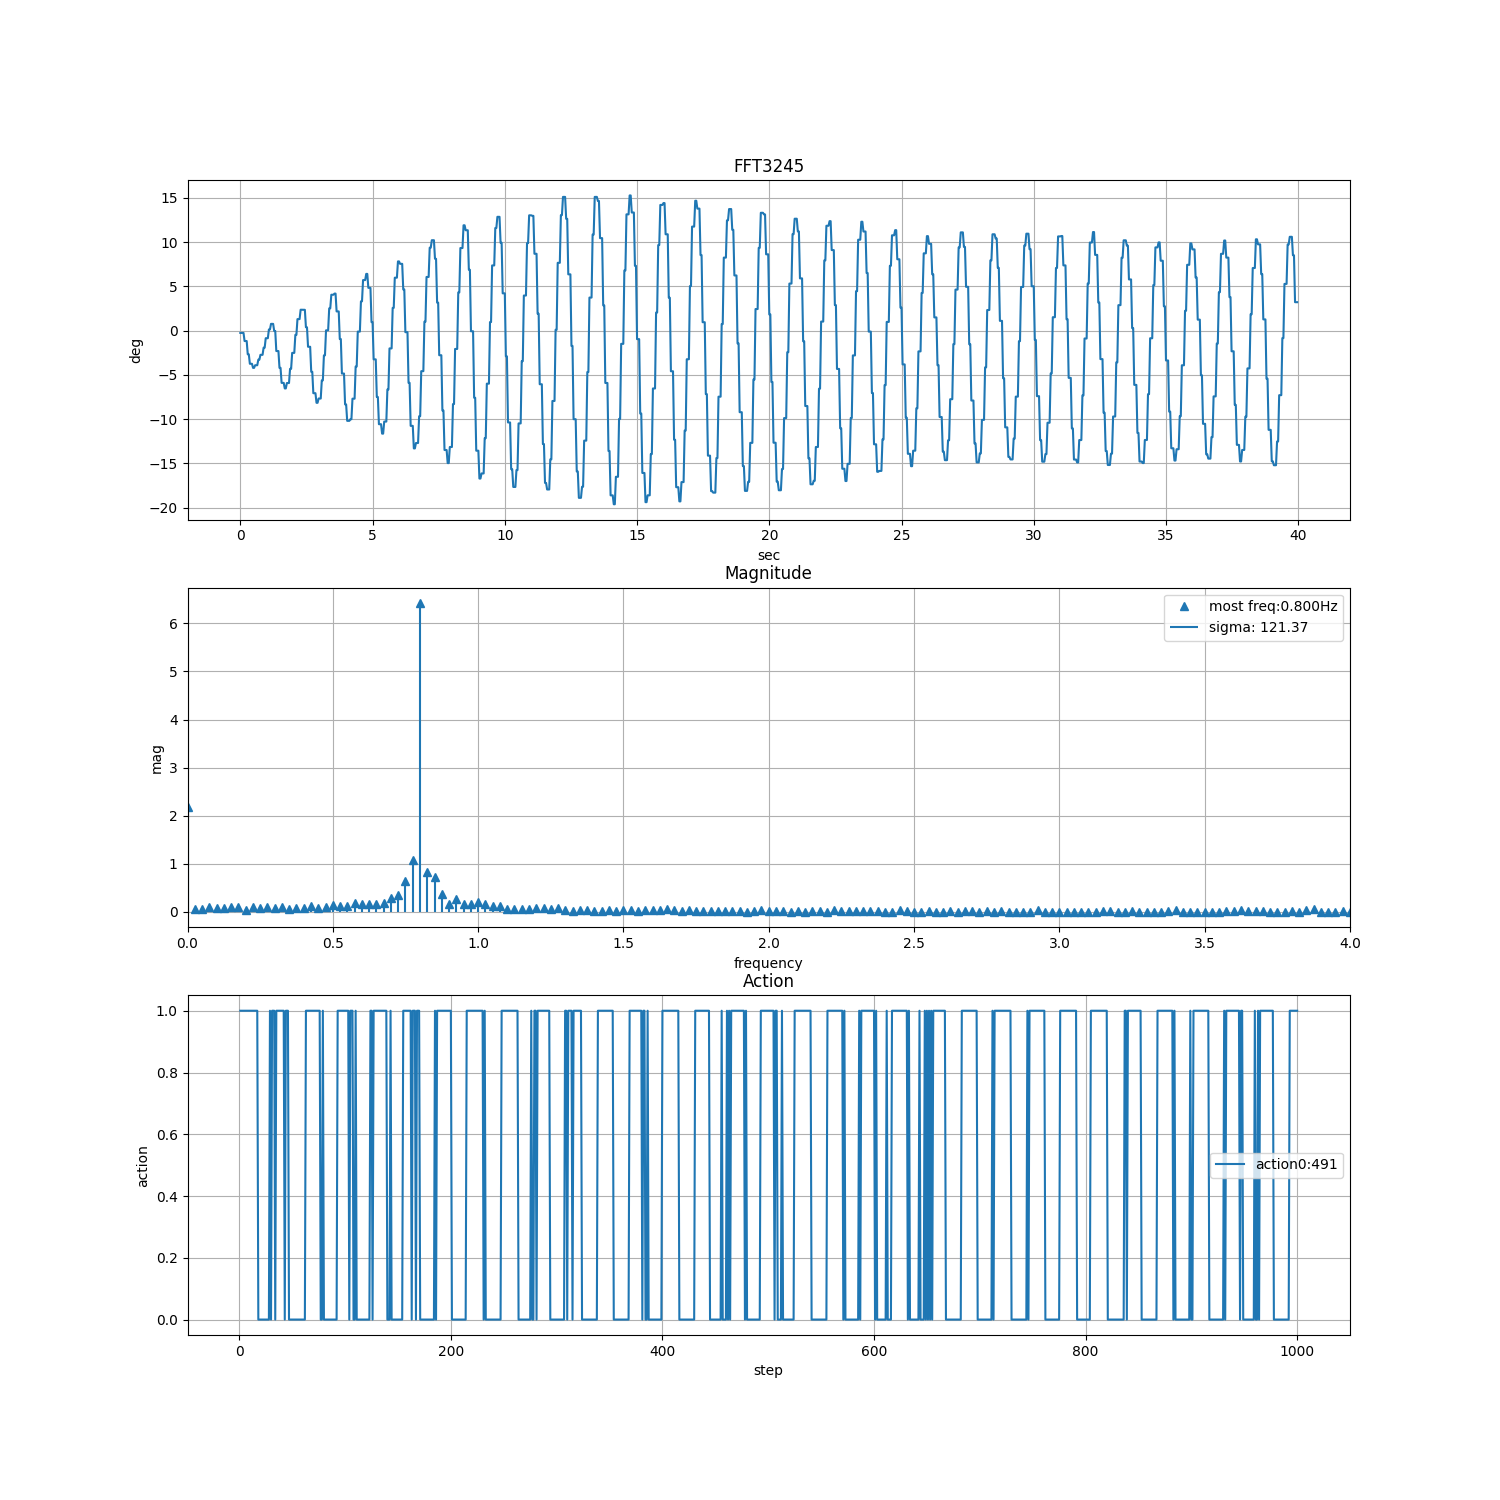 FFT3245
15
10
5
0
−5
−10
−15
−20
deg
0 5 10 15 20 25 30 35 40
sec
Magnitude
most freq:0.800Hz
sigma: 121.37
6
5
4
3
2
1
0
mag
0.0 0.5 1.0 1.5 2.0 2.5 3.0 3.5 4.0
frequency
Action
1.0
0.8
0.6
0.4
0.2
0.0
action
action0:491
0 200 400 600 800 1000
step